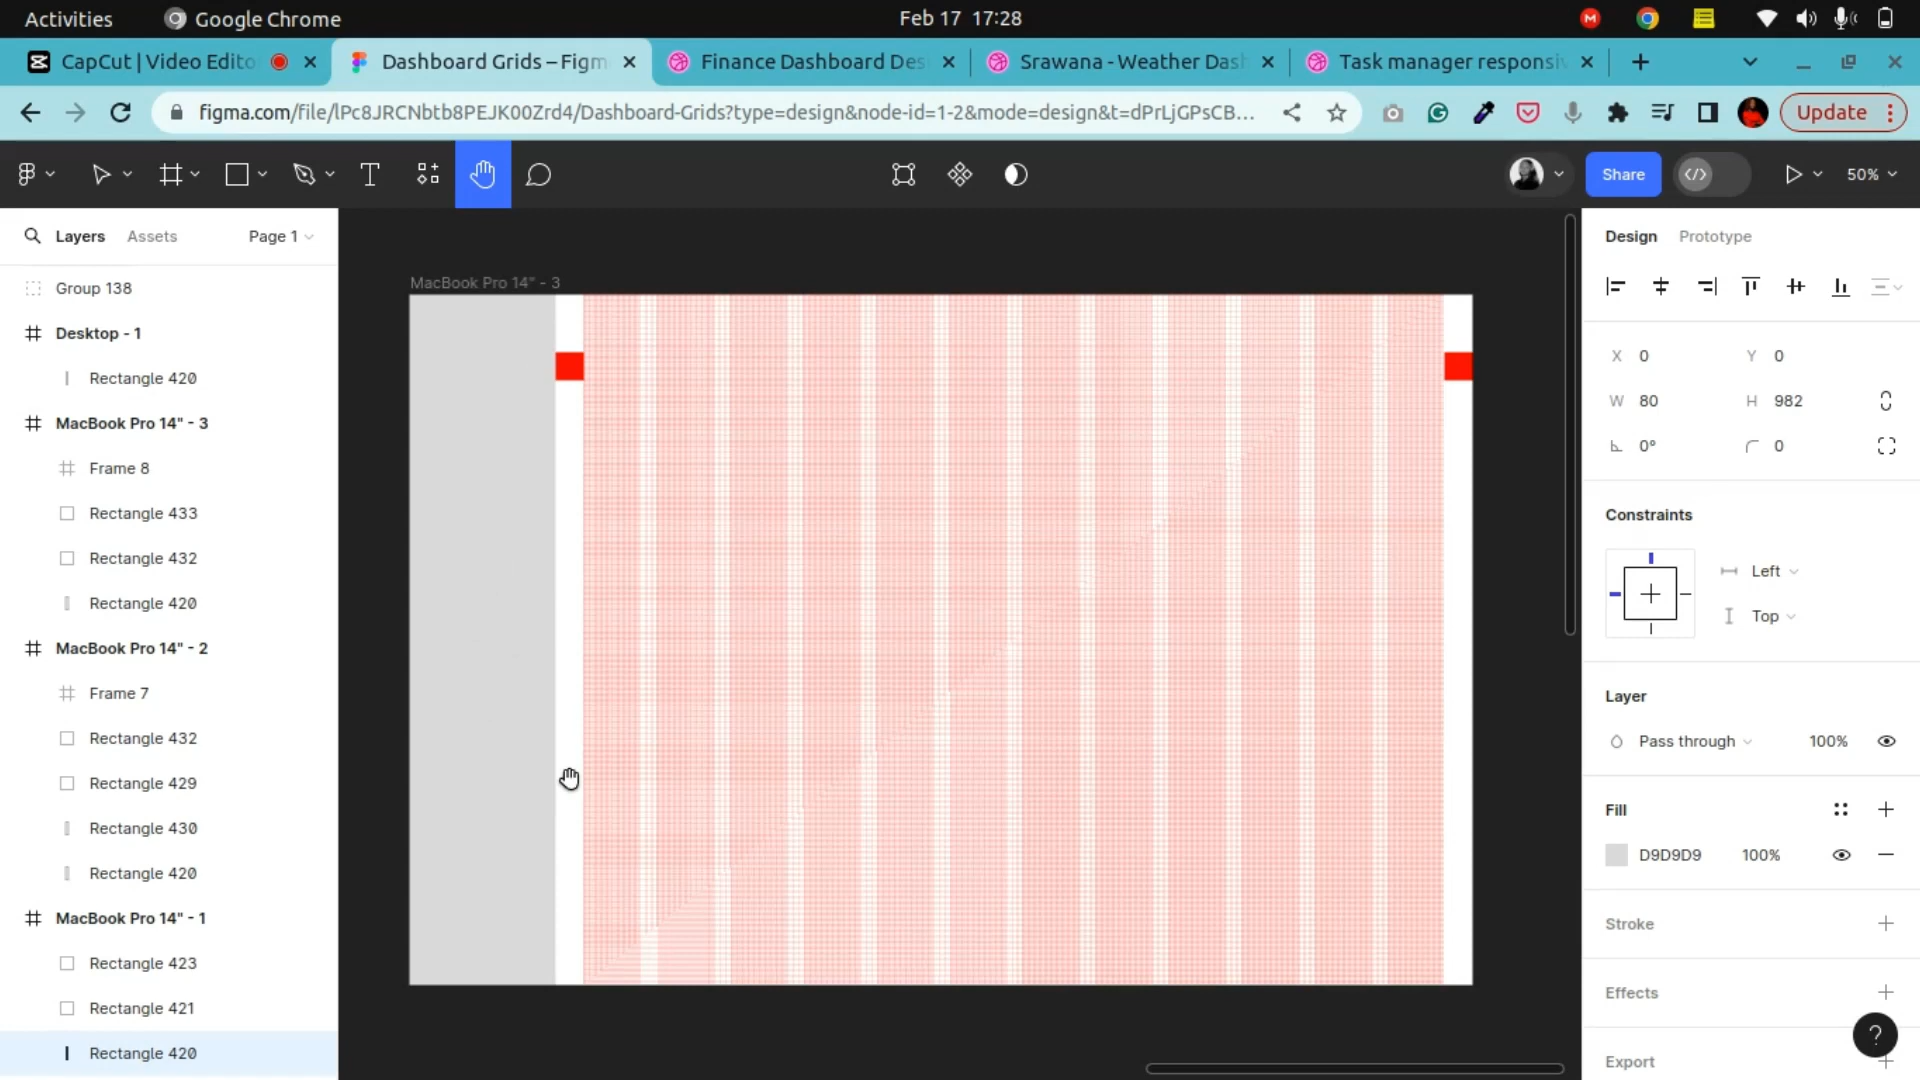 Activities
Google Chrome
Feb 17 17:28
CapCut | Video Edito
Dashboard Grids – Figm
Finance Dashboard Des
Srawana - Weather Dash
Task manager responsiv
figma.com/file/lPc8JRCNbtb8PEJK00Zrd4/Dashboard-Grids?type=design&node-id=1-2&mode=design&t=dPrLjGPsCB...
Update
Share
50%
Layers
Assets
Page 1
Group 138
Desktop - 1
Rectangle 420
MacBook Pro 14" - 3
Frame 8
Rectangle 433
Rectangle 432
Rectangle 420
MacBook Pro 14" - 2
Frame 7
Rectangle 432
Rectangle 429
Rectangle 430
Rectangle 420
MacBook Pro 14" - 1
Rectangle 423
Rectangle 421
Rectangle 420
MacBook Pro 14" - 3
Design
Prototype
X 0
Y 0
W 80
H 982
0°
0
Constraints
Left
Top
Layer
Pass through
100%
Fill
D9D9D9
100%
Stroke
Effects
Export
?